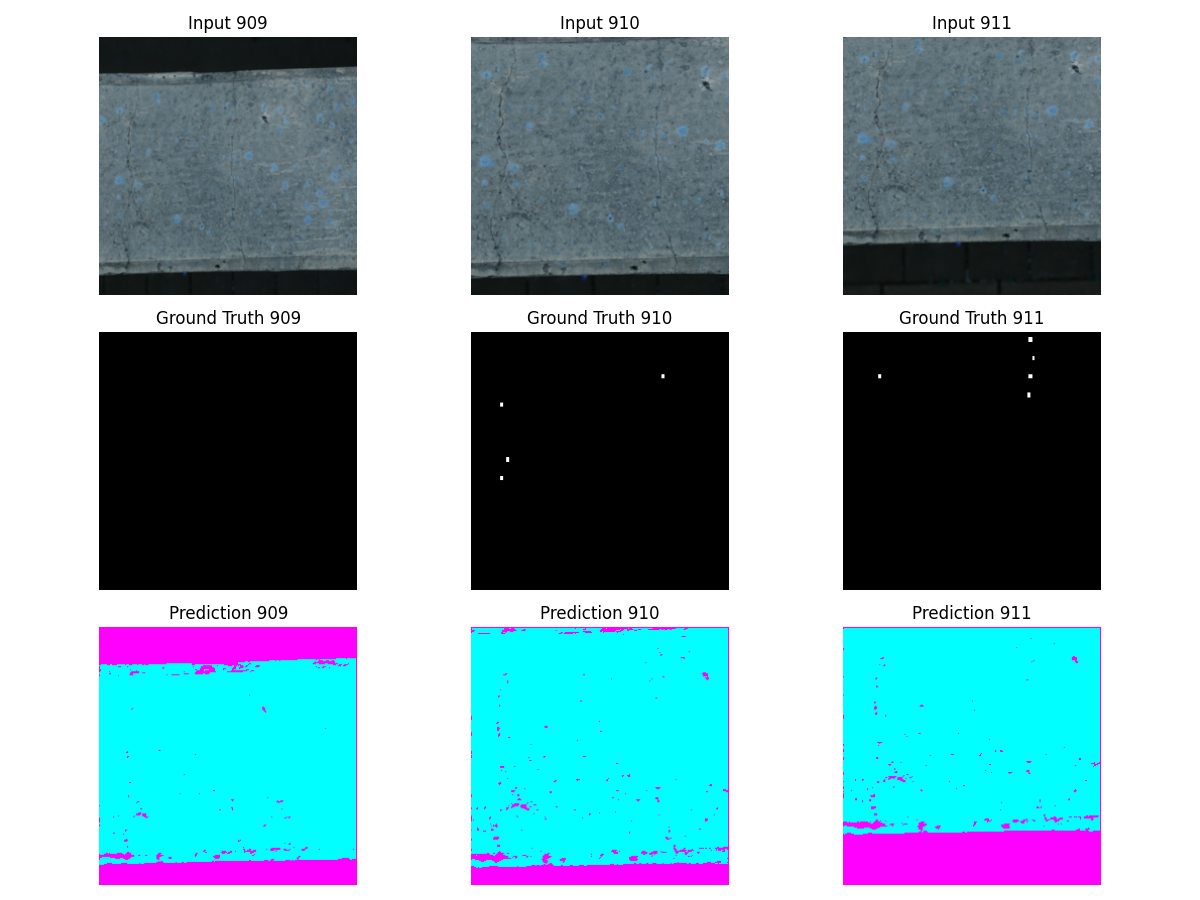 Input 909
Input 910
Input 911
Ground Truth 909
Ground Truth 910
Ground Truth 911
Prediction 909
Prediction 910
Prediction 911